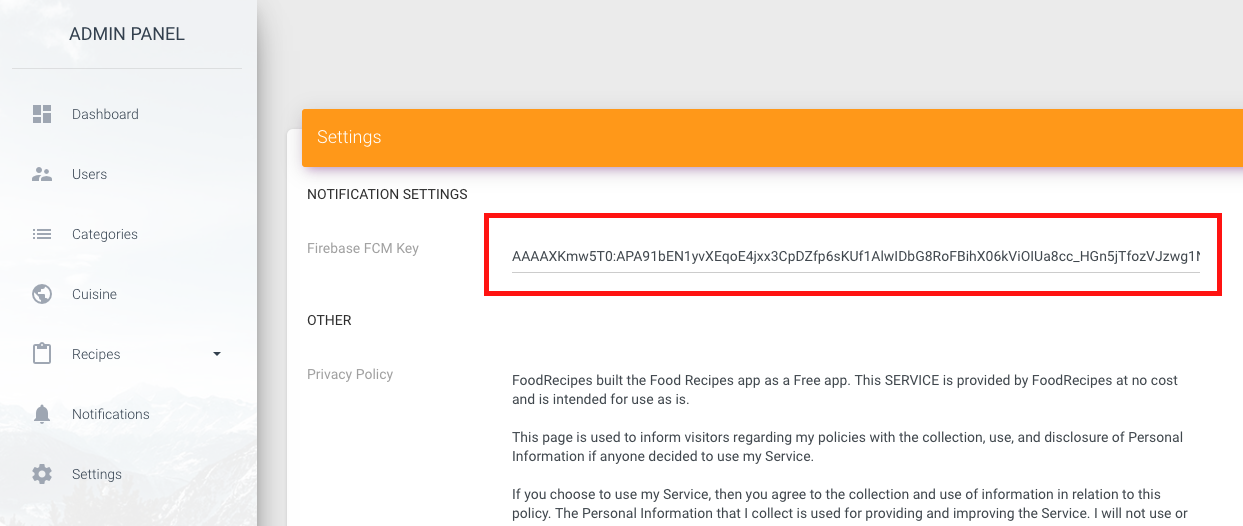 ADMIN PANEL
Dashboard
Users
Categories
Cuisine
Recipes
Notifications
Settings
Settings
NOTIFICATION SETTINGS
Firebase FCM Key
OTHER
Privacy Policy
FoodRecipes built the Food Recipes app as a Free app. This SERVICE is provided by FoodRecipes at no cost
and is intended for use as is.
This page is used to inform visitors regarding my policies with the collection, use, and disclosure of Personal
Information if anyone decided to use my Service.
If you choose to use my Service, then you agree to the collection and use of information in relation to this
policy. The Personal Information that I collect is used for providing and improving the Service. I will not use or